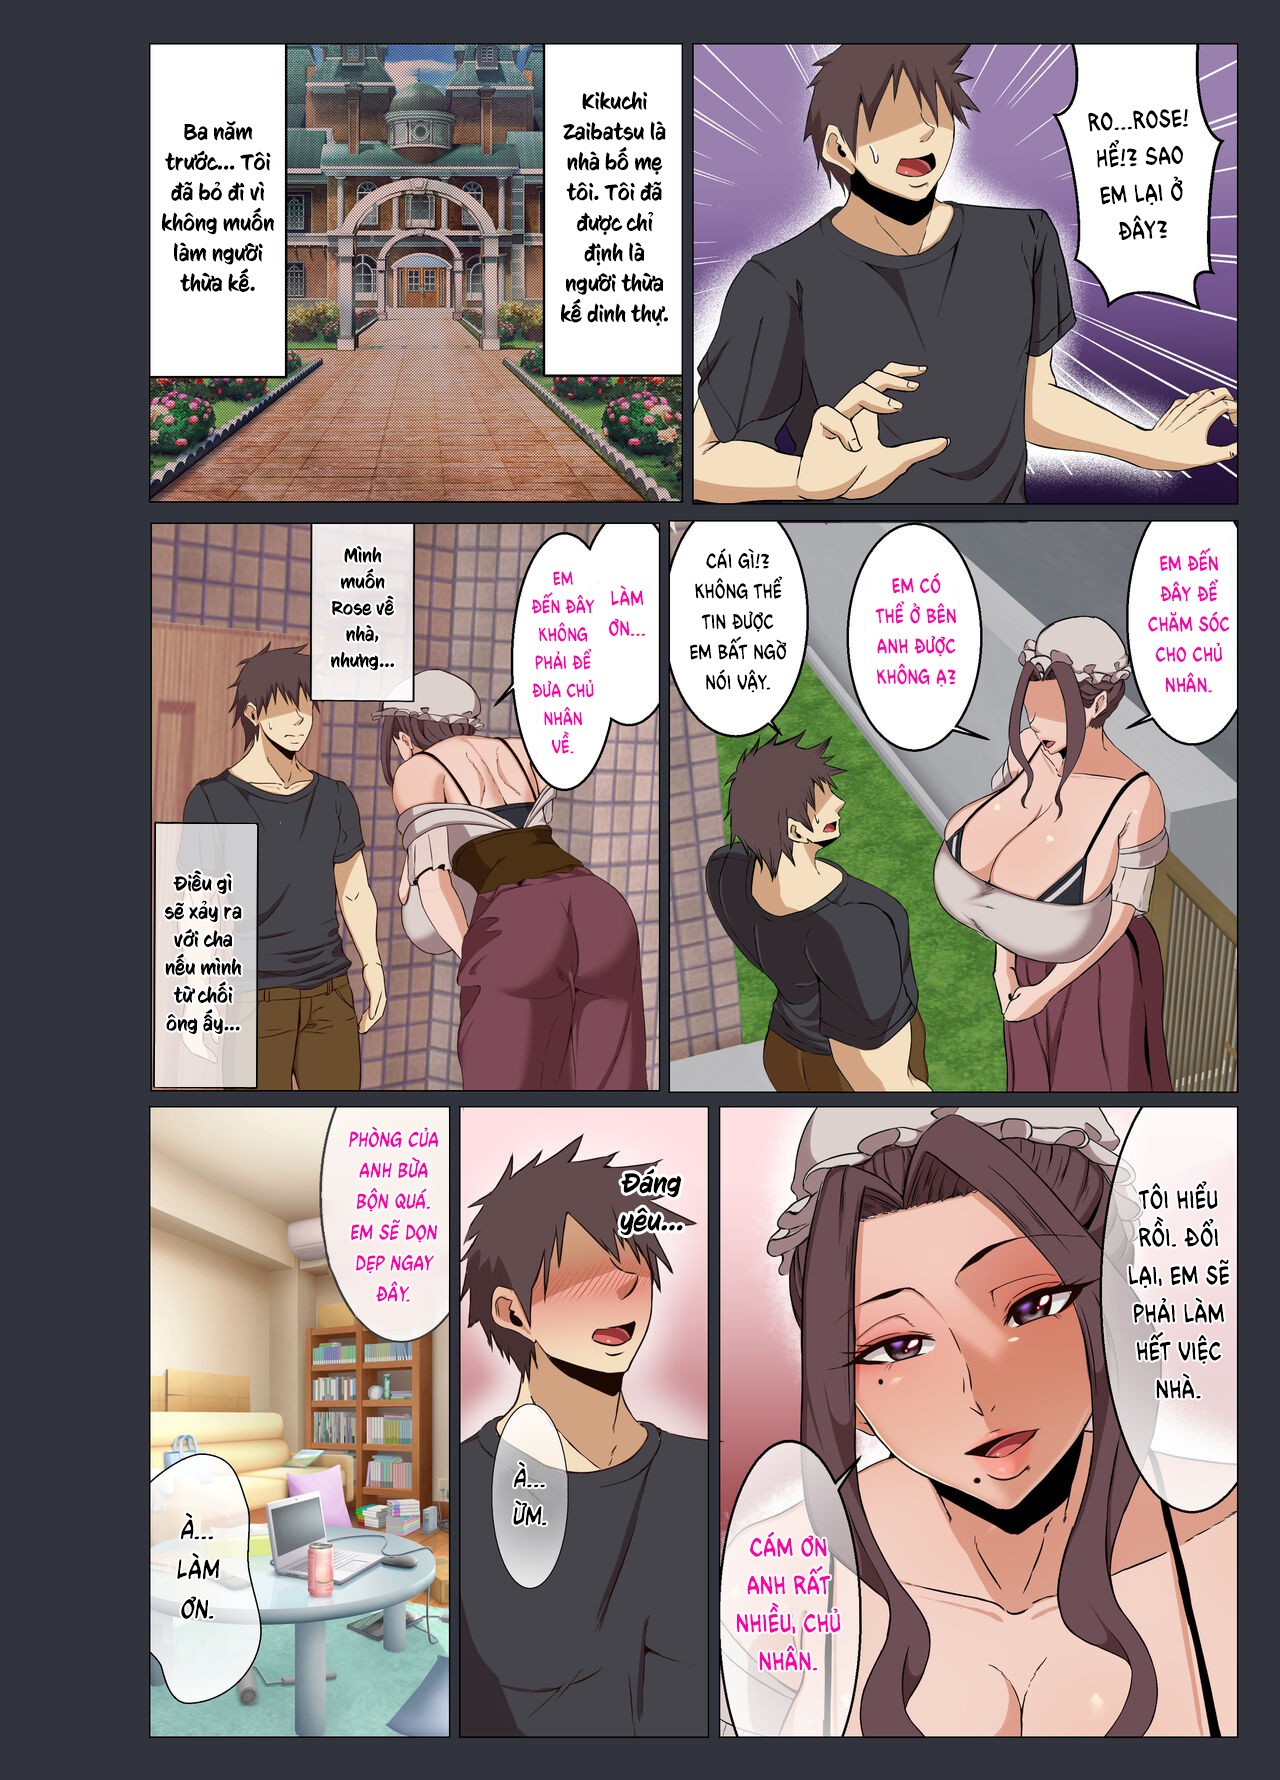 RO...ROSE!
HỂ!? SAO
EM LẠI Ở
ĐÂY?
Kikuchi
Zaibatsu là
nhà bố mẹ
tôi. Tôi đã
được chỉ
định là
người thừa
kế dinh thự.
Ba năm
trước... Tôi
đã bỏ đi vì
không muốn
làm người
thừa kế.
EM ĐẾN
ĐÂY ĐỂ
CHĂM SÓC
CHO CHỦ
NHÂN.
EM CÓ
THỂ Ở BÊN
ANH ĐƯỢC
KHÔNG Ạ?
CÁI GÌ!?
KHÔNG THỂ
TIN ĐƯỢC
EM BẤT NGỜ
NÓI VẬY.
LÀM
ƠN...
EM
ĐẾN ĐÂY
KHÔNG
PHẢI ĐỂ
ĐƯA CHỦ
NHÂN
VỀ.
Mình
muốn
Rose về
nhà,
nhưng...
Điều gì
sẽ xảy ra
với cha
nếu mình
từ chối
ông ấy...
TÔI HIỂU
RỒI. ĐỔI
LẠI, EM SẼ
PHẢI LÀM
HẾT VIỆC
NHÀ.
CÁM ƠN
ANH RẤT
NHIỀU, CHỦ
NHÂN.
Đáng
yêu...
À...
ỪM.
PHÒNG CỦA
ANH BỪA
BỘN QUÁ.
EM SẼ DỌN
DẸP NGAY
ĐÂY.
À...
LÀM
ƠN.